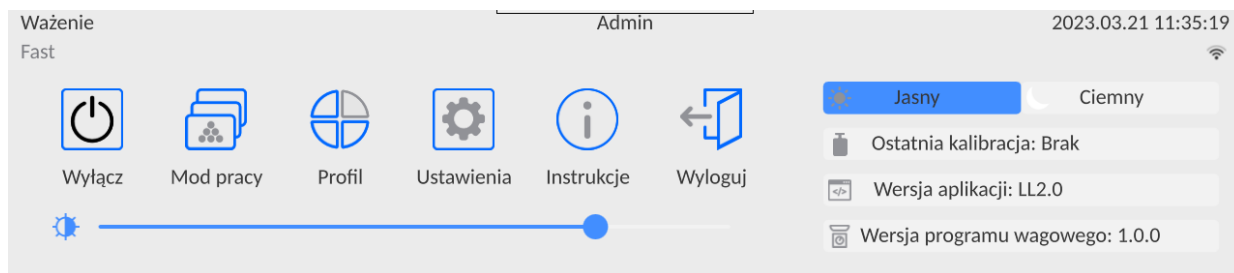 Ważenie Admin 2023.03.21 11:35:19
Fast
Jasny Ciemny
Ostatnia kalibracja: Brak
Wyłącz Mod pracy Profil Ustawienia Instrukcje Wyloguj
Wersja aplikacji: LL2.0
Wersja programu wagowego: 1.0.0